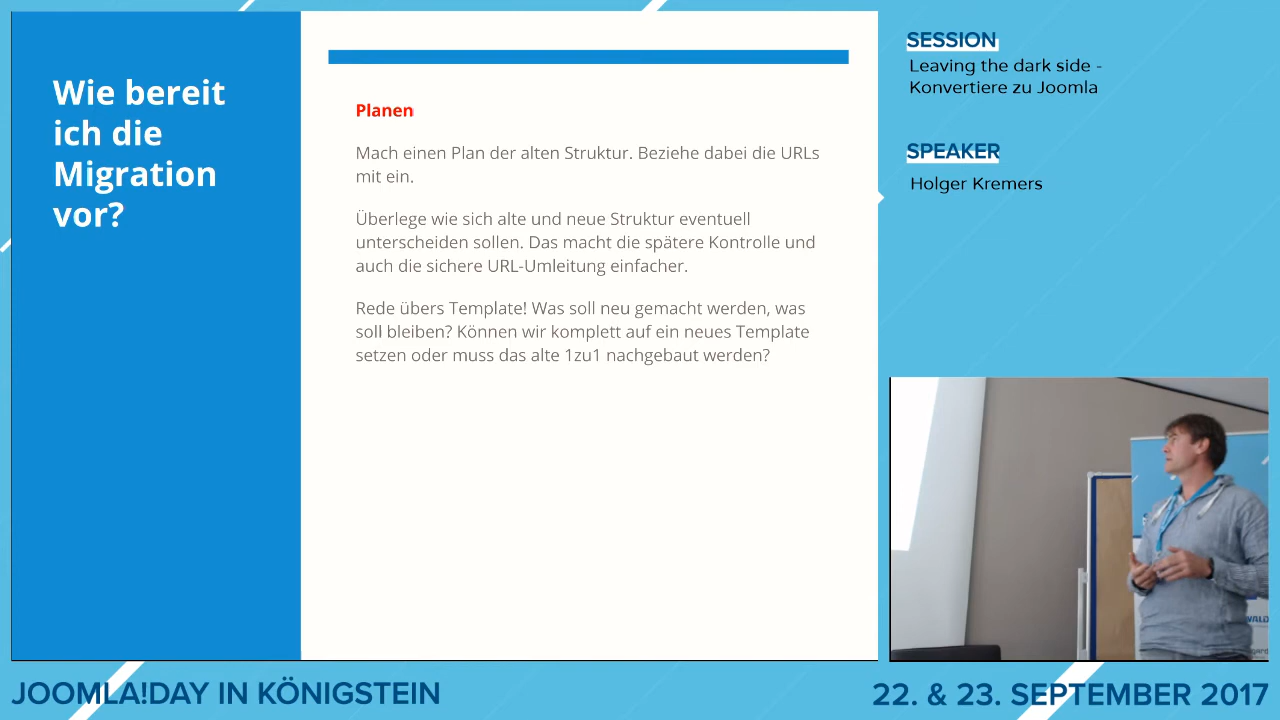 Wie bereit
ich die
Migration
vor?
Planen
Mach einen Plan der alten Struktur. Beziehe dabei die URLs
mit ein.
Überlege wie sich alte und neue Struktur eventuell
unterscheiden sollen. Das macht die spätere Kontrolle und
auch die sichere URL-Umleitung einfacher.
Rede übers Template! Was soll neu gemacht werden, was
soll bleiben? Können wir komplett auf ein neues Template
setzen oder muss das alte 1zu1 nachgebaut werden?
SESSION
Leaving the dark side -
Konvertiere zu Joomla
SPEAKER
Holger Kremers
JOOMLA!DAY IN KÖNIGSTEIN
22. & 23. SEPTEMBER 2017